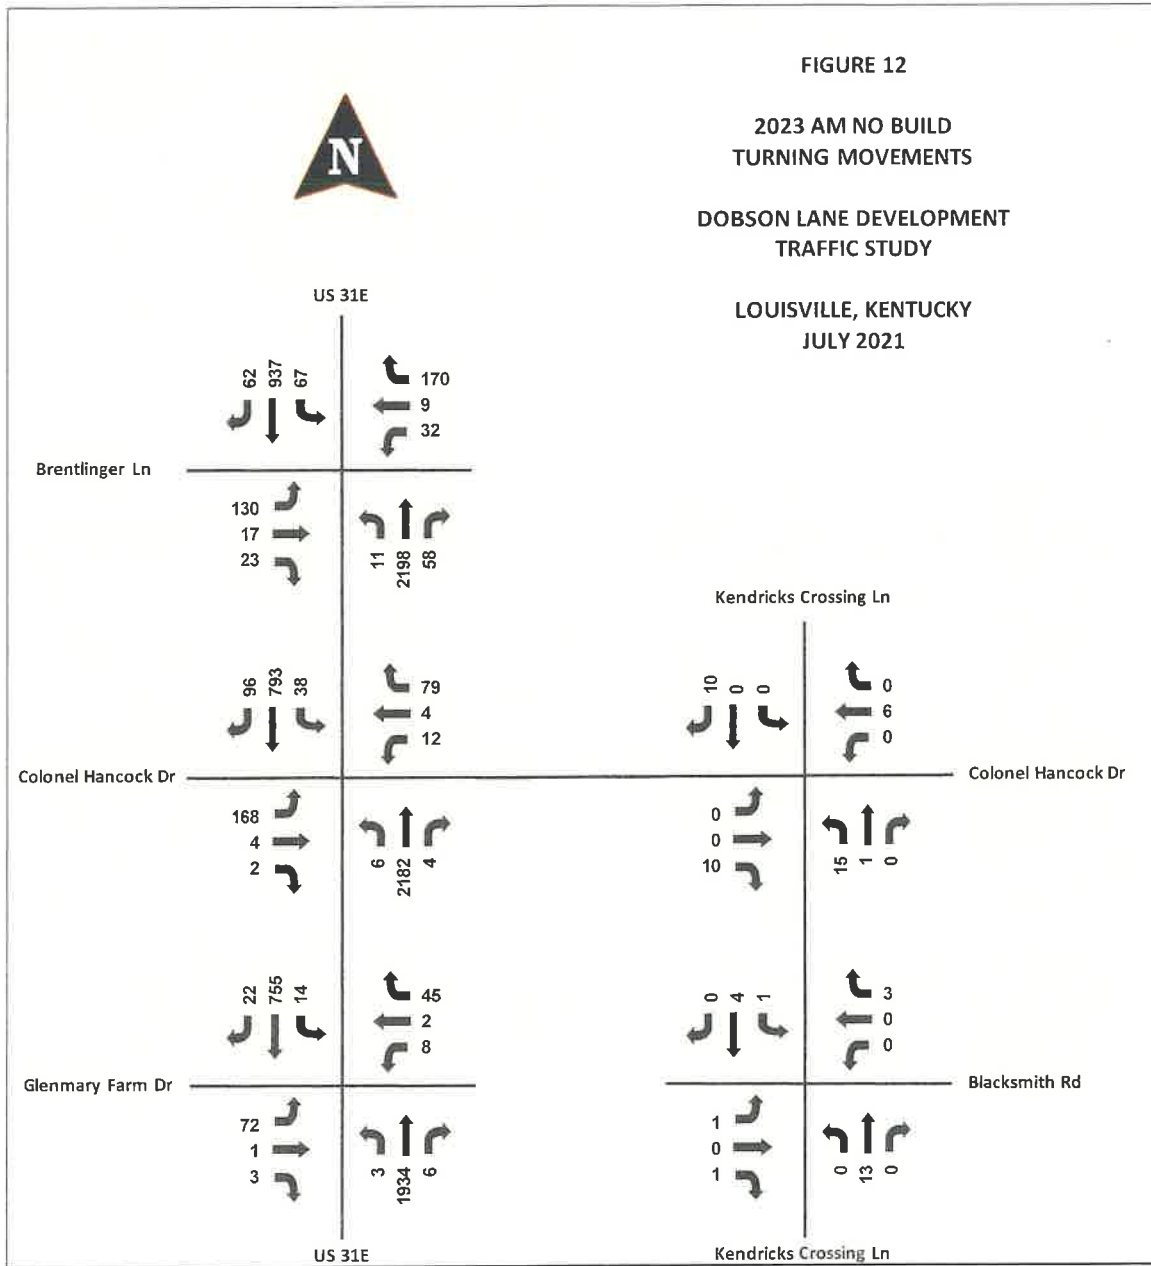 FIGURE 12
2023 AM NO BUILD
TURNING MOVEMENTS
DOBSON LANE DEVELOPMENT
TRAFFIC STUDY
LOUISVILLE, KENTUCKY
JULY 2021
N
US 31E
62 937 67
170
9
32
Brentlinger Ln
130
17
23
11 2198 58
96 793 38
79
4
12
Colonel Hancock Dr
168
4
2
6 2182 4
22 755 14
45
2
8
Glenmary Farm Dr
72
1
3
3 1934 6
US 31E
Kendricks Crossing Ln
10 0 0
0
6
0
Colonel Hancock Dr
0
0
10
15 1 0
0 4 1
3
0
0
Blacksmith Rd
1
0
1
0 13 0
Kendricks Crossing Ln